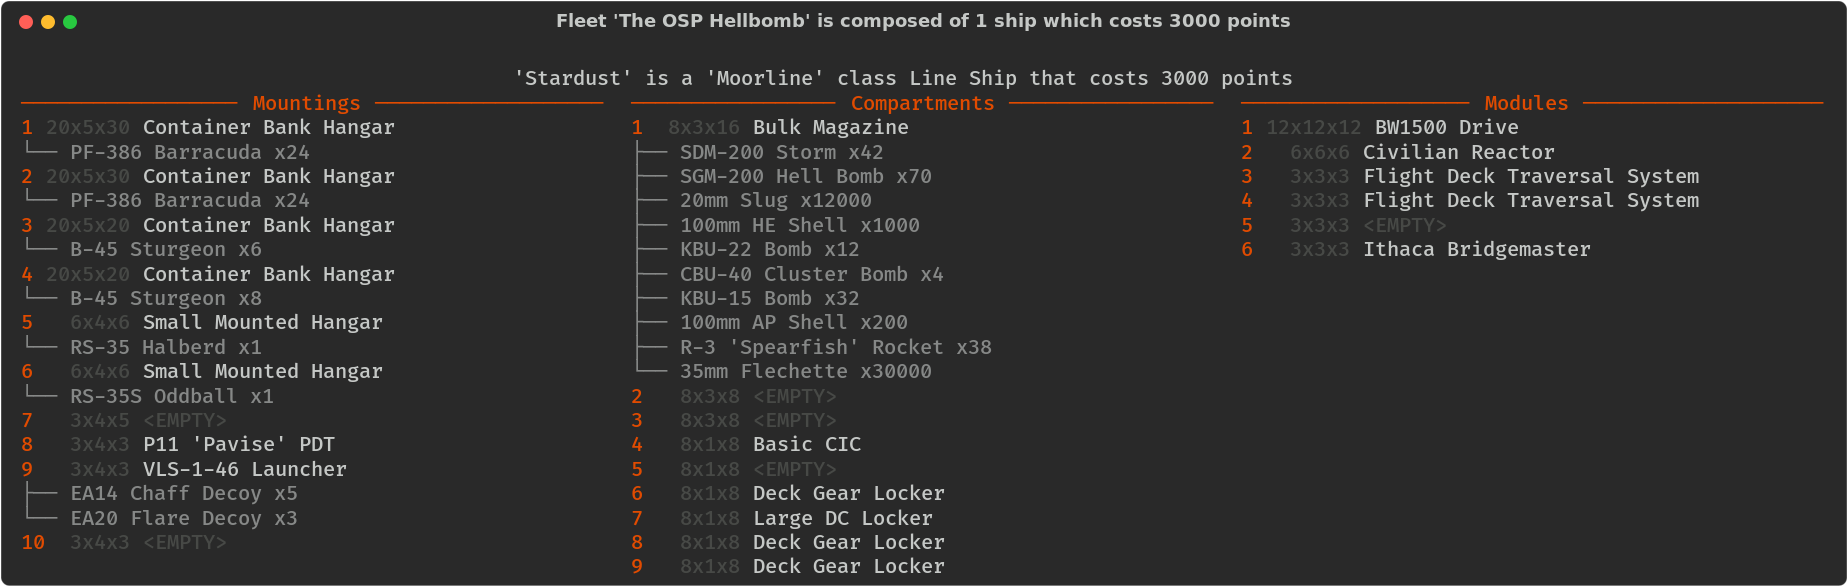 Fleet 'The OSP Hellbomb' is composed of 1 ship which costs 3000 points
'Stardust' is a 'Moorline' class Line Ship that costs 3000 points
Mountings
1 20x5x30 Container Bank Hangar
PF-386 Barracuda x24
2 20x5x30 Container Bank Hangar
PF-386 Barracuda x24
3 20x5x20 Container Bank Hangar
B-45 Sturgeon x6
4 20x5x20 Container Bank Hangar
B-45 Sturgeon x8
5 6x4x6 Small Mounted Hangar
RS-35 Halberd x1
6 6x4x6 Small Mounted Hangar
RS-35S Oddball x1
7 3x4x5 <EMPTY>
8 3x4x3 P11 'Pavise' PDT
9 3x4x3 VLS-1-46 Launcher
EA14 Chaff Decoy x5
EA20 Flare Decoy x3
10 3x4x3 <EMPTY>
Compartments
1 8x3x16 Bulk Magazine
SDM-200 Storm x42
SGM-200 Hell Bomb x70
20mm Slug x12000
100mm HE Shell x1000
KBU-22 Bomb x12
CBU-40 Cluster Bomb x4
KBU-15 Bomb x32
100mm AP Shell x200
R-3 'Spearfish' Rocket x38
35mm Flechette x30000
2 8x3x8 <EMPTY>
3 8x3x8 <EMPTY>
4 8x1x8 Basic CIC
5 8x1x8 <EMPTY>
6 8x1x8 Deck Gear Locker
7 8x1x8 Large DC Locker
8 8x1x8 Deck Gear Locker
9 8x1x8 Deck Gear Locker
Modules
1 12x12x12 BW1500 Drive
2 6x6x6 Civilian Reactor
3 3x3x3 Flight Deck Traversal System
4 3x3x3 Flight Deck Traversal System
5 3x3x3 <EMPTY>
6 3x3x3 Ithaca Bridgemaster